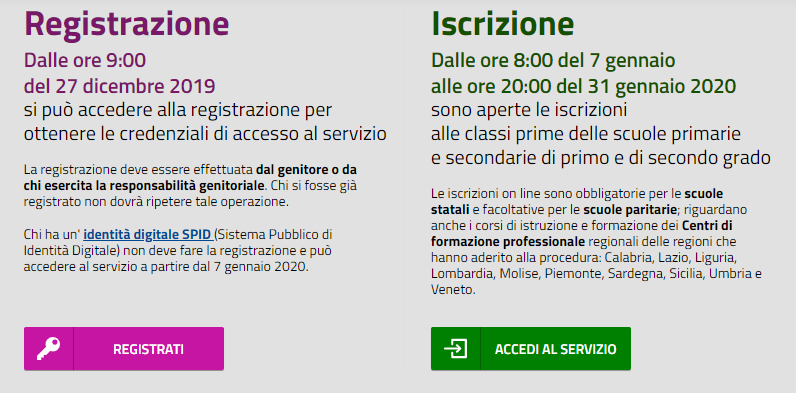 Registrazione
Dalle ore 9:00
del 27 dicembre 2019
si può accedere alla registrazione per
ottenere le credenziali di accesso al servizio
La registrazione deve essere effettuata dal genitore o da
chi esercita la responsabilità genitoriale. Chi si fosse già
registrato non dovrà ripetere tale operazione.
Chi ha un' identità digitale SPID (Sistema Pubblico di
Identità Digitale) non deve fare la registrazione e può
accedere al servizio a partire dal 7 gennaio 2020.
REGISTRATI
Iscrizione
Dalle ore 8:00 del 7 gennaio
alle ore 20:00 del 31 gennaio 2020
sono aperte le iscrizioni
alle classi prime delle scuole primarie
e secondarie di primo e di secondo grado
Le iscrizioni on line sono obbligatorie per le scuole
statali e facoltative per le scuole paritarie; riguardano
anche i corsi di istruzione e formazione dei Centri di
formazione professionale regionali delle regioni che
hanno aderito alla procedura: Calabria, Lazio, Liguria,
Lombardia, Molise, Piemonte, Sardegna, Sicilia, Umbria e
Veneto.
ACCEDI AL SERVIZIO